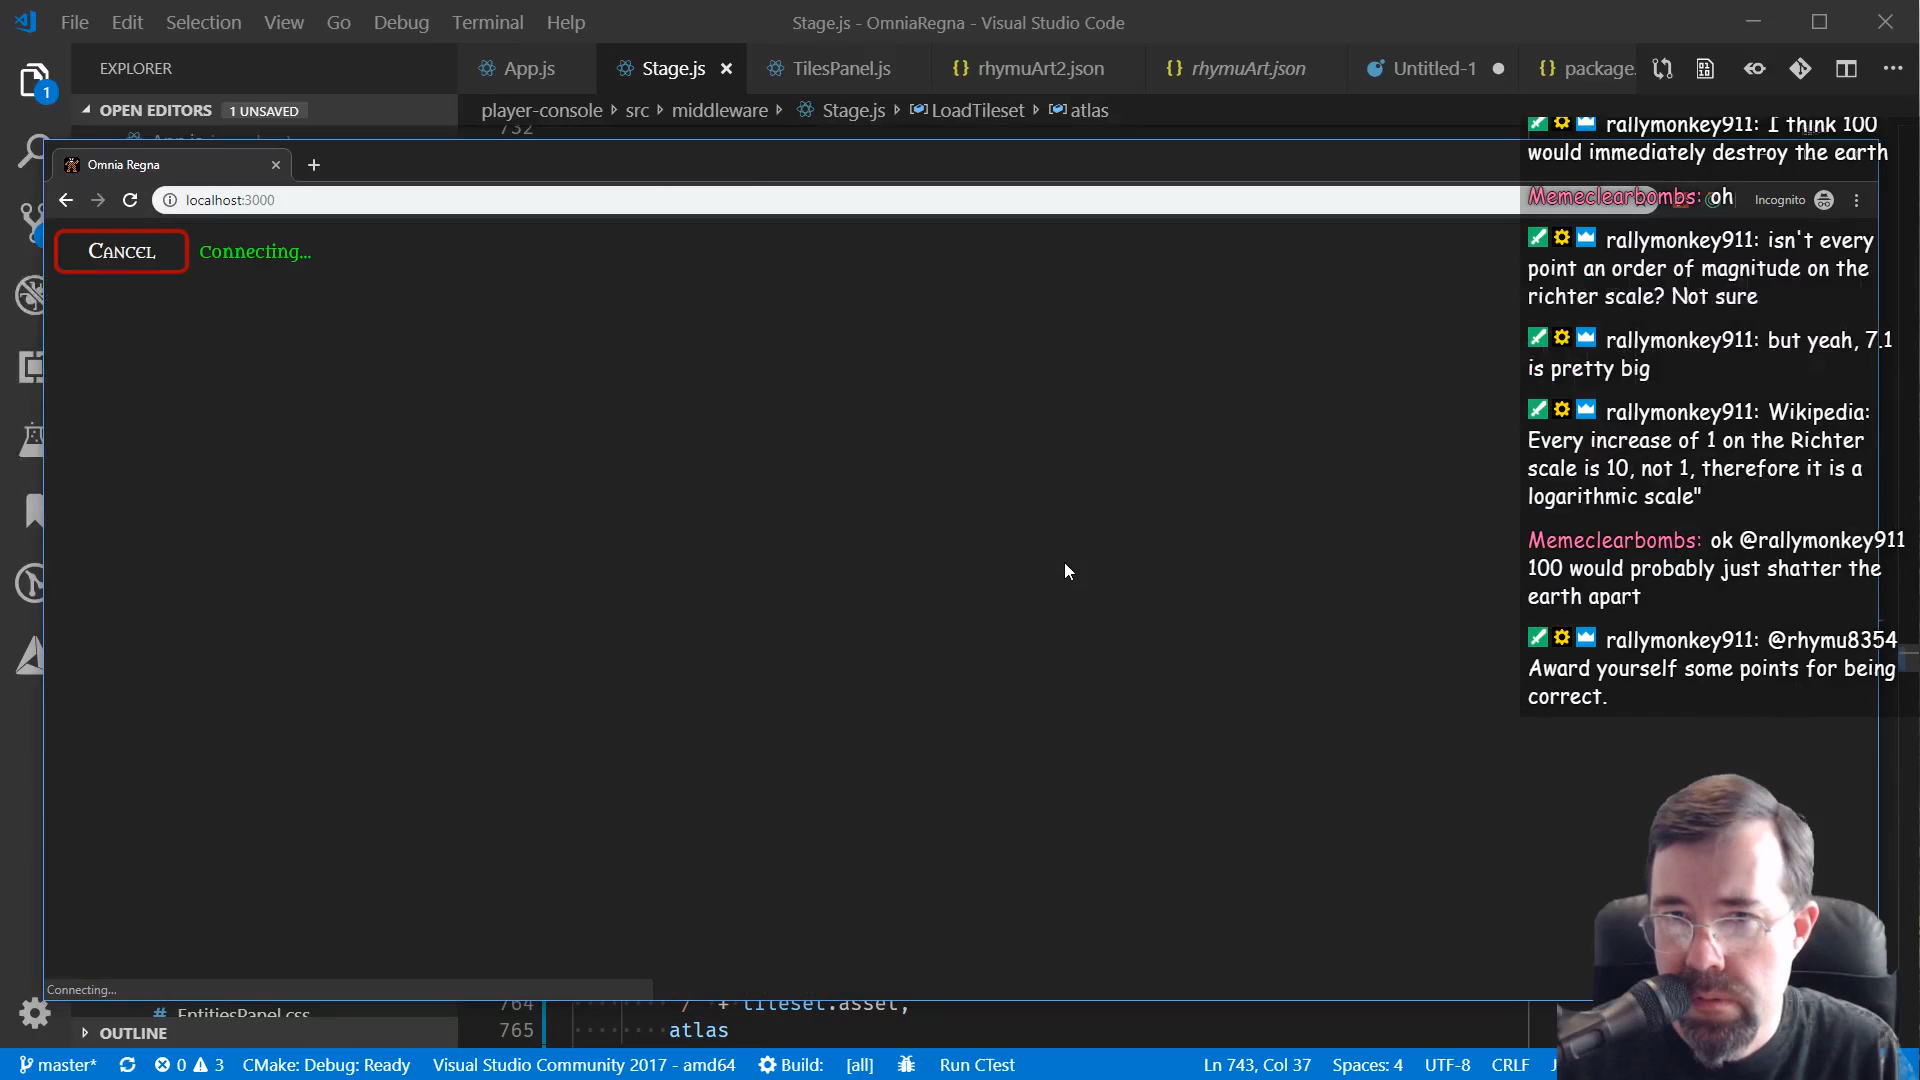 File Edit Selection View Go Debug Terminal Help
Stage.js - OmniaRegna - Visual Studio Code
EXPLORER
App.js
Stage.js
TilesPanel.js
{} rhymuArt2.json
{} rhymuArt.json
Untitled-1
{} package.
1
OPEN EDITORS 1 UNSAVED
player-console src middleware Stage.js LoadTileset atlas
732
Omnia Regna
localhost:3000
Incognito
CANCEL
Connecting...
rallymonkey911: I think 100
would immediately destroy the earth
Memeclearbombs: oh
rallymonkey911: isn't every
point an order of magnitude on the
richter scale? Not sure
rallymonkey911: but yeah, 7.1
is pretty big
rallymonkey911: Wikipedia:
Every increase of 1 on the Richter
scale is 10, not 1, therefore it is a
logarithmic scale"
Memeclearbombs: ok @rallymonkey911
100 would probably just shatter the
earth apart
rallymonkey911: @rhymu8354
Award yourself some points for being
correct.
Connecting...
# EntitiesPanel.css
OUTLINE
764 + tileset.asset,
765 atlas
master* 0 3 CMake: Debug: Ready Visual Studio Community 2017 - amd64 Build: [all] Run CTest Ln 743, Col 37 Spaces: 4 UTF-8 CRLF